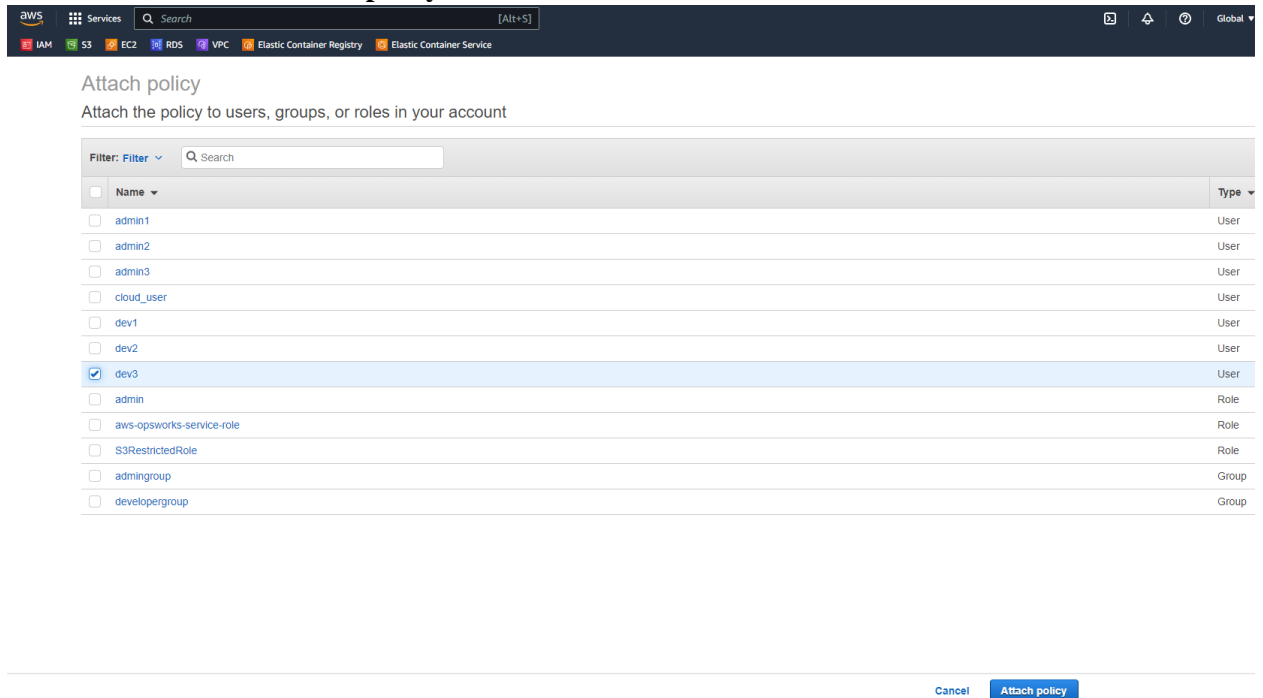 aws Services Search [Alt+S] Global
IAM S3 EC2 RDS VPC Elastic Container Registry Elastic Container Service
Attach policy
Attach the policy to users, groups, or roles in your account
Filter: Filter Search
Name Type
admin1 User
admin2 User
admin3 User
cloud_user User
dev1 User
dev2 User
dev3 User
admin Role
aws-opsworks-service-role Role
S3RestrictedRole Role
admingroup Group
developergroup Group
Cancel Attach policy